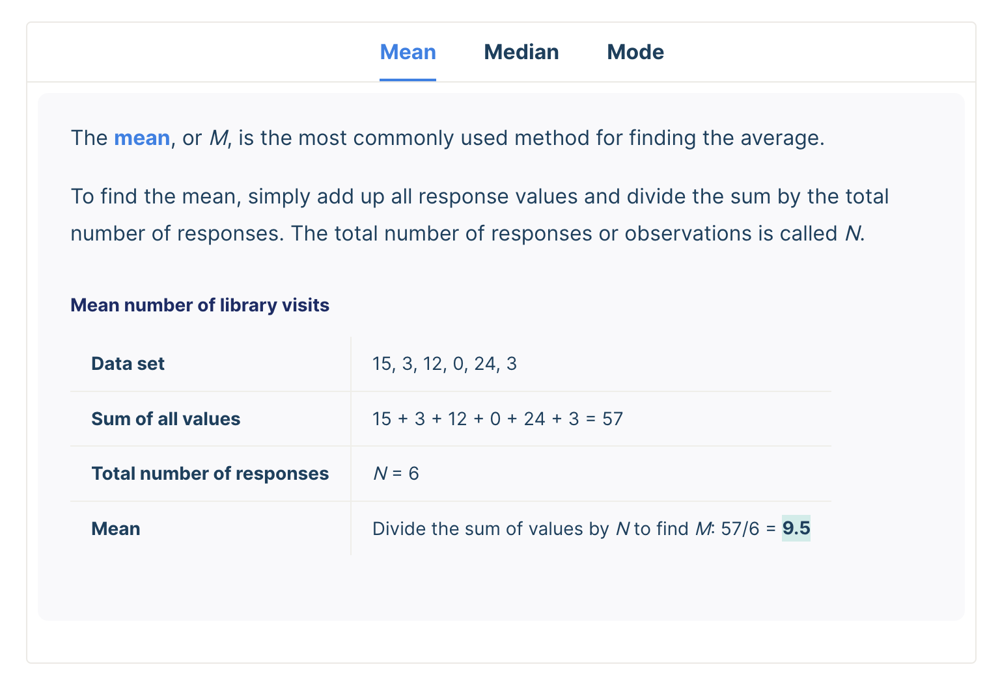 Mean Median Mode
The mean, or M, is the most commonly used method for finding the average.
To find the mean, simply add up all response values and divide the sum by the total
number of responses. The total number of responses or observations is called N.
Mean number of library visits
Data set 15, 3, 12, 0, 24, 3
Sum of all values 15 + 3 + 12 + 0 + 24 + 3 = 57
Total number of responses N = 6
Mean Divide the sum of values by N to find M: 57/6 = 9.5